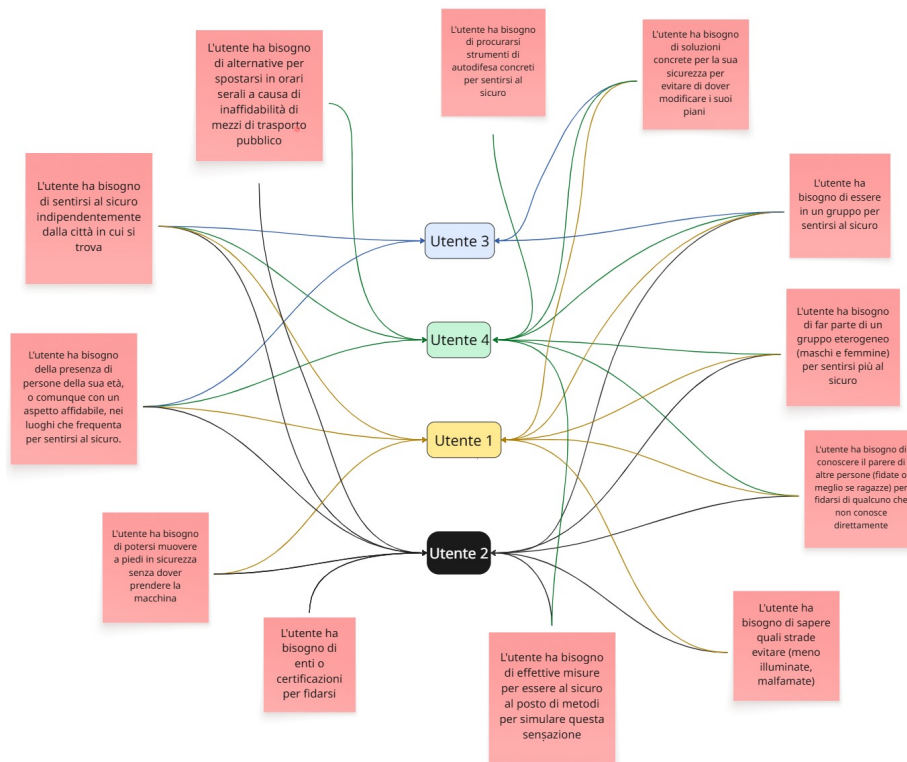 L'utente ha bisogno
di alternative per
spostarsi in orari
serali a causa di
inaffidabilità di
mezzi di trasporto
pubblico
L'utente ha bisogno
di procurarsi
strumenti di
autodifesa concreti
per sentirsi al
sicuro
L'utente ha bisogno
di soluzioni
concrete per la sua
sicurezza per
evitare di dover
modificare i suoi
piani
L'utente ha bisogno
di sentirsi al sicuro
indipendentemente
dalla città in cui si
trova
L'utente ha
bisogno di essere
in un gruppo per
sentirsi al sicuro
Utente 3
L'utente ha bisogno
di far parte di un
gruppo eterogeneo
(maschi e femmine)
per sentirsi più al
sicuro
Utente 4
L'utente ha bisogno
della presenza di
persone della sua età,
o comunque con un
aspetto affidabile, nei
luoghi che frequenta
per sentirsi al sicuro.
Utente 1
L'utente ha bisogno di
conoscere il parere di
altre persone (fidate o
meglio se ragazze) per
fidarsi di qualcuno che
non conosce
direttamente
L'utente ha bisogno
di potersi muovere
a piedi in sicurezza
senza dover
prendere la
macchina
Utente 2
L'utente ha
bisogno di sapere
quali strade
evitare (meno
illuminate,
malfamate)
L'utente ha
bisogno di
enti o
certificazioni
per fidarsi
L'utente ha bisogno
di effettive misure
per essere al sicuro
al posto di metodi
per simulare questa
sensazione